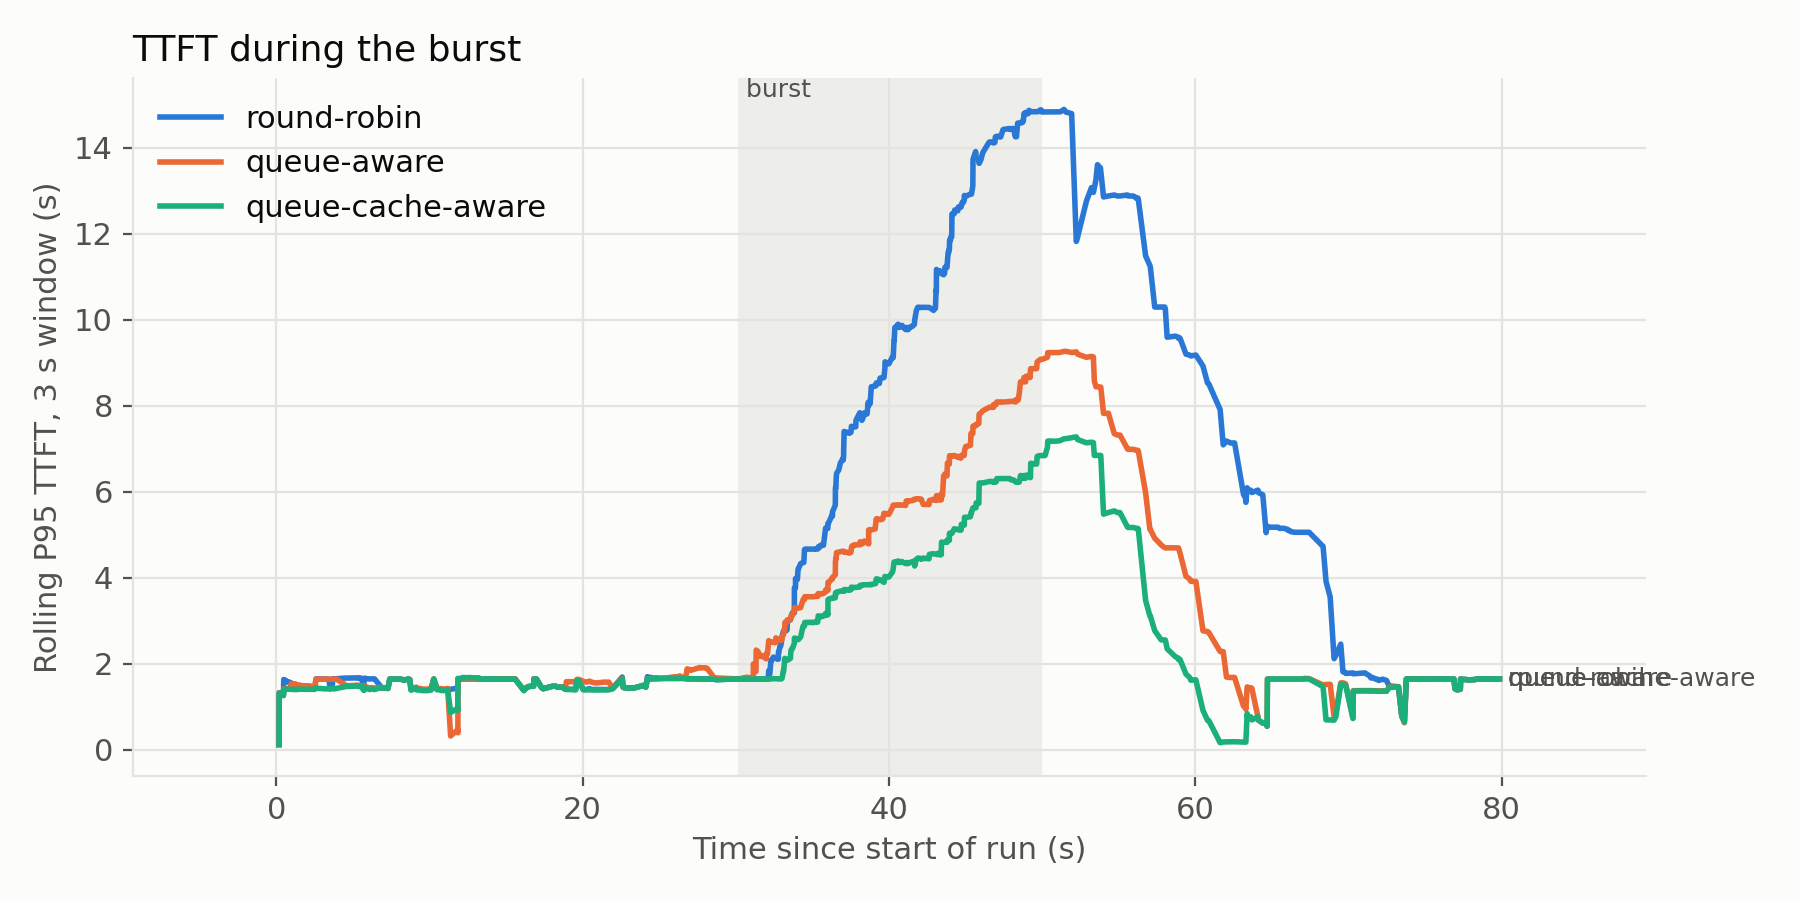 TTFT during the burst
burst
round-robin
queue-aware
queue-cache-aware
Rolling P95 TTFT, 3 s window (s)
14
12
10
8
6
4
2
0
0 20 40 60 80
Time since start of run (s)